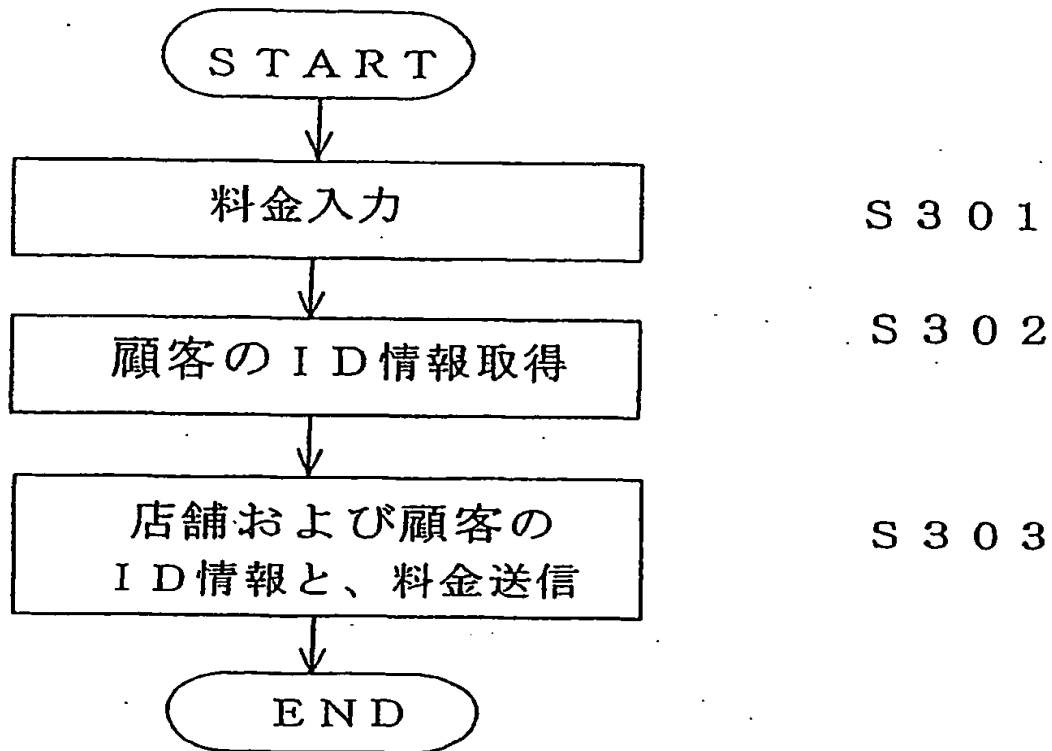 START
料金入力
S301
顧客のID情報取得
S302
店舗および顧客の
ID情報と、料金送信
S303
END